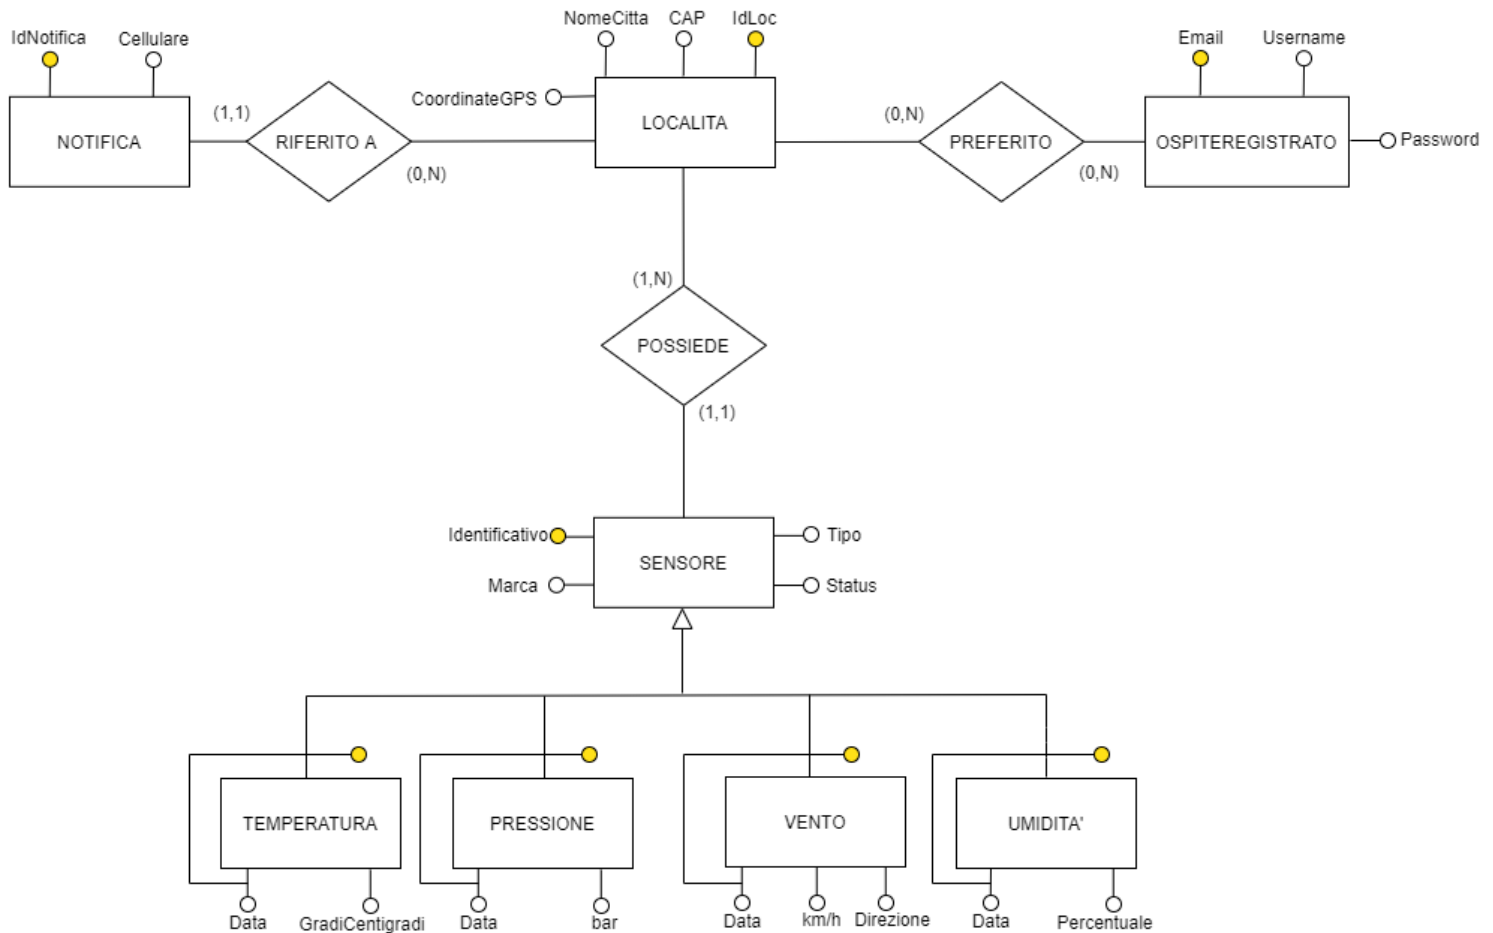 NomeCitta CAP IdLoc
IdNotifica Cellulare
Email Username
CoordinateGPS
(1,1)
(0,N)
NOTIFICA
RIFERITO A
LOCALITA
PREFERITO
OSPITEREGISTRATO
Password
(0,N)
(0,N)
(1,N)
POSSIEDE
(1,1)
Identificativo
Tipo
SENSORE
Marca
Status
TEMPERATURA
PRESSIONE
VENTO
UMIDITA'
Data GradiCentigradi
Data bar
Data km/h Direzione
Data Percentuale